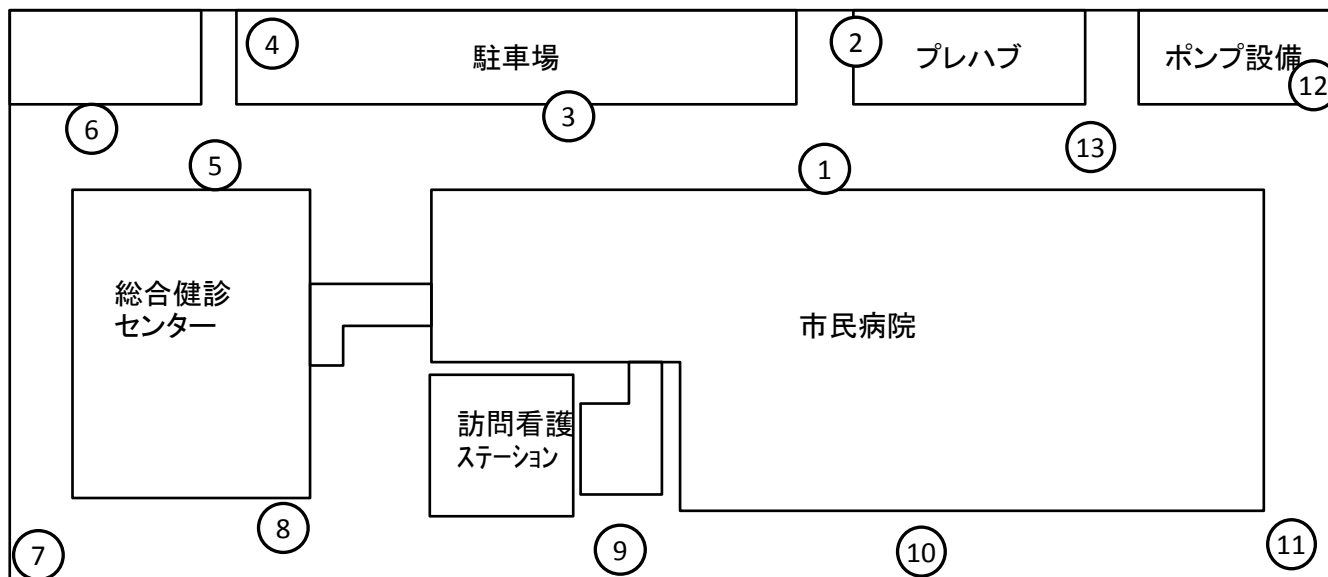 ④
駐車場
②
プレハブ
ポンプ設備
⑫
⑥
③
⑬
⑤
①
総合健診
センター
市民病院
訪問看護
ステーション
⑧
⑦
⑨
⑩
⑪